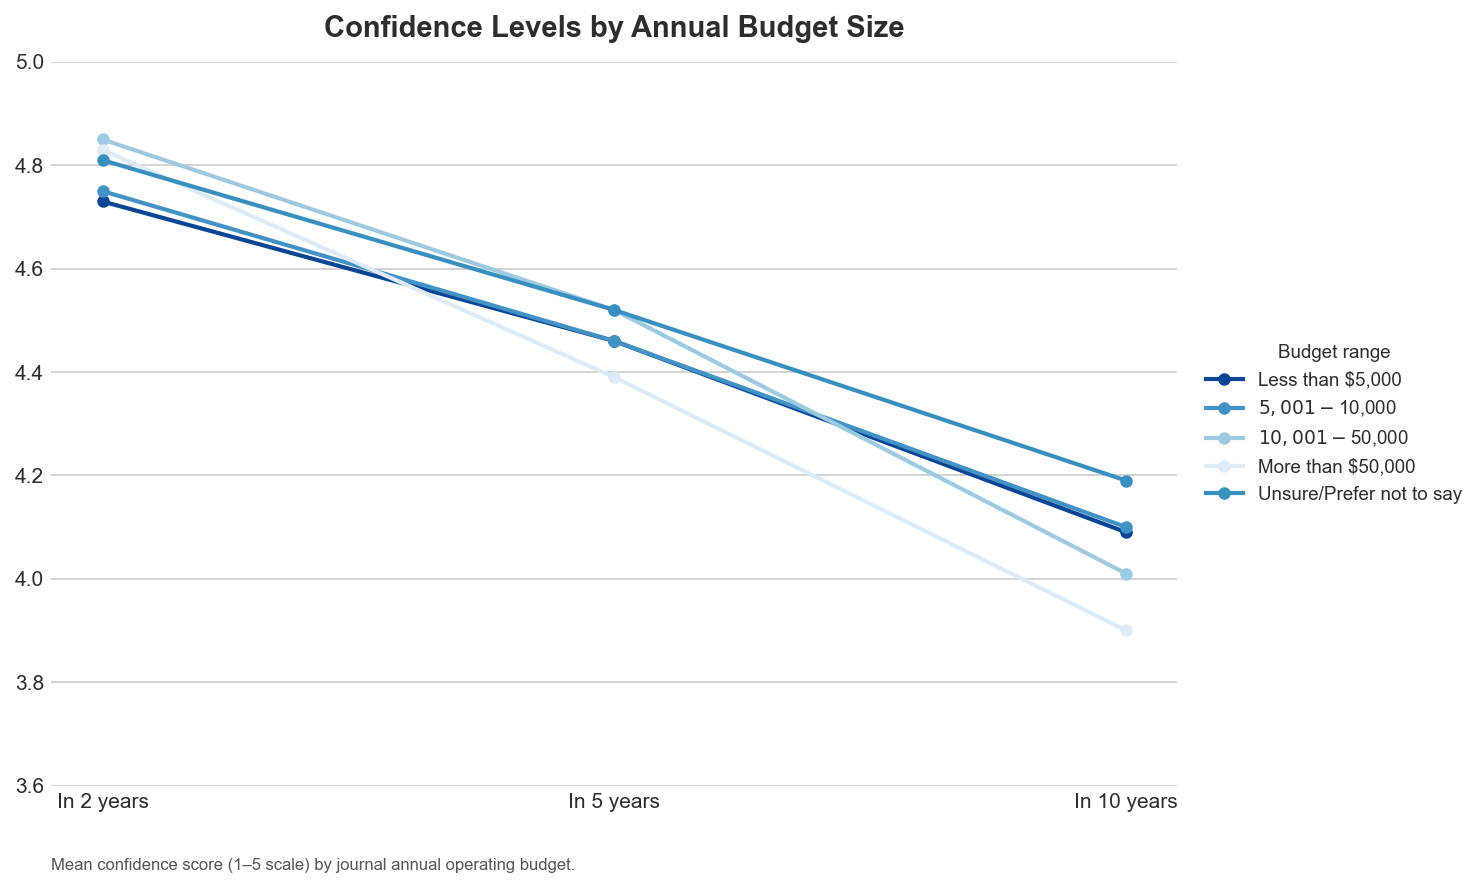 Confidence Levels by Annual Budget Size
5.0
4.8
4.6
4.4
4.2
4.0
3.8
3.6
In 2 years
In 5 years
In 10 years
Budget range
Less than $5,000
5,001-10,000
10,001-50,000
More than $50,000
Unsure/Prefer not to say
Mean confidence score (1–5 scale) by journal annual operating budget.